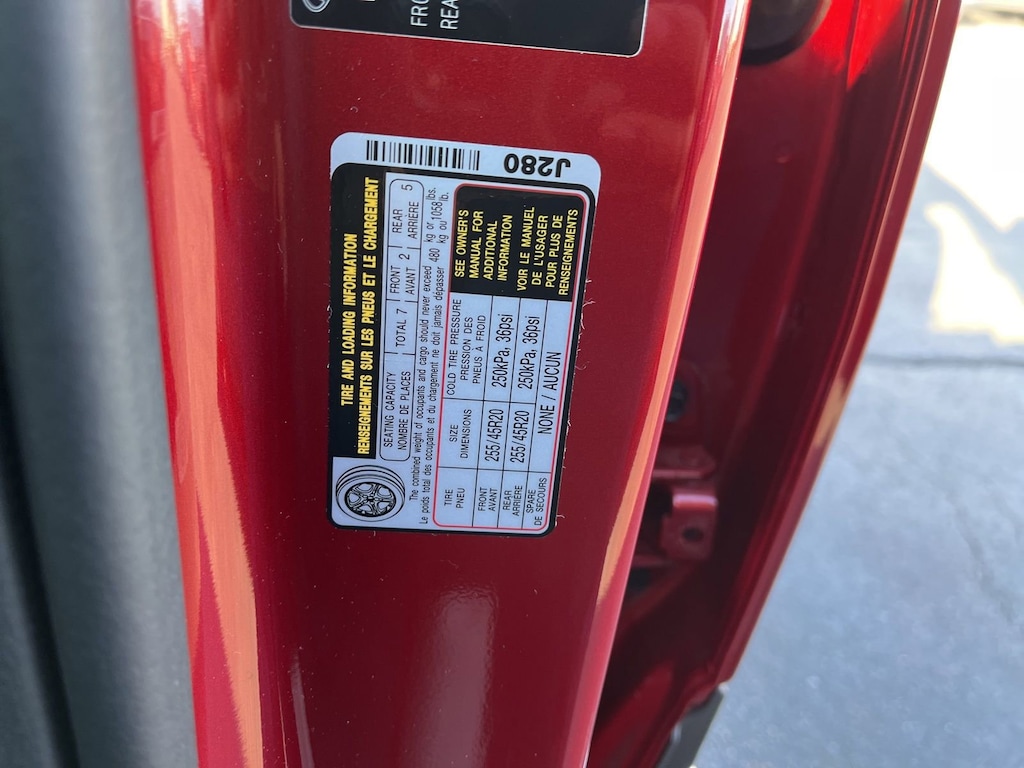 FRO
REA
J280
TIRE AND LOADING INFORMATION
RENSEIGNEMENTS SUR LES PNEUS ET LE CHARGEMENT
SEATING CAPACITY
NOMBRE DE PLACES
TOTAL 7
FRONT
AVANT
2
REAR
ARRIÈRE
5
The combined weight of occupants and cargo should never exceed 480 kg or 1058 lbs.
Le poids total des occupants et du chargement ne doit jamais dépasser 480 kg ou 1058 lb.
TIRE
PNEU
SIZE
DIMENSIONS
COLD TIRE PRESSURE
PRESSION DES
PNEUS À FROID
FRONT
AVANT
255/45R20
250kPa, 36psi
REAR
ARRIÈRE
255/45R20
250kPa, 36psi
SPARE
DE SECOURS
NONE / AUCUN
SEE OWNER'S
MANUAL FOR
ADDITIONAL
INFORMATION
VOIR LE MANUEL
DE L'USAGER
POUR PLUS DE
RENSEIGNEMENTS